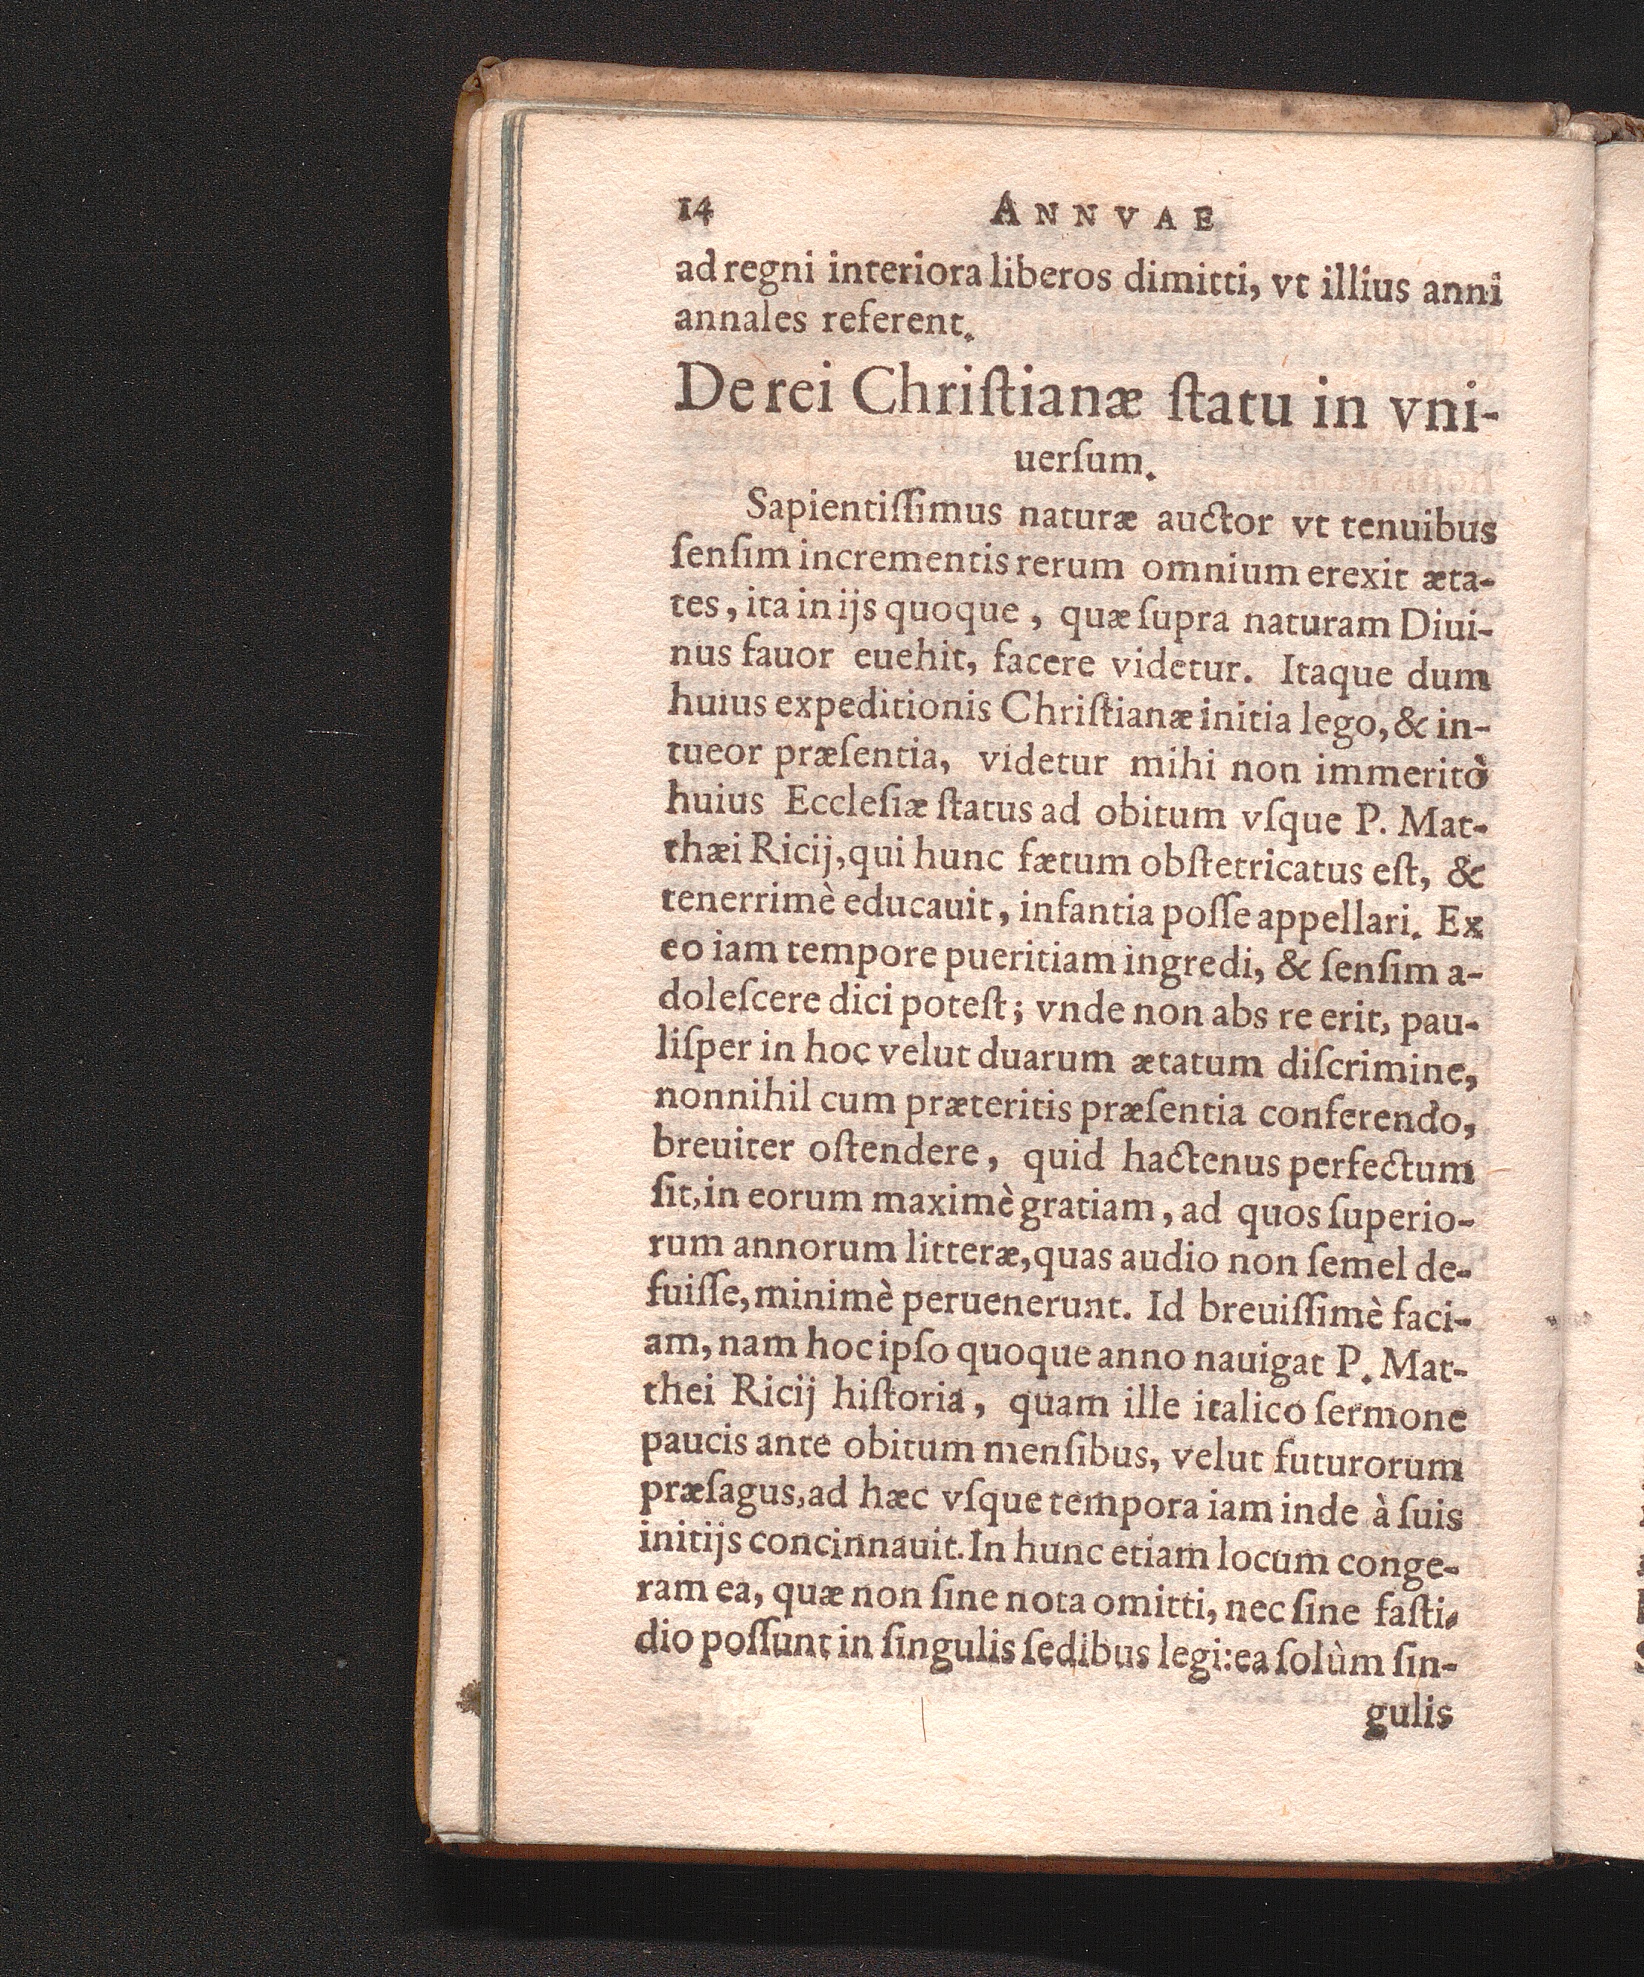 14 ANNVAE
ad regni interiora liberos dimitti, vt illius anni
annales referent.
De rei Chriſtianæ ſtatu in vni-
uerſum.
Sapientiſſimus naturæ auctor vt tenuibus
ſenſim incrementis rerum omnium erexit æta-
tes, ita in ijs quoque, quæ ſupra naturam Diui-
nus fauor euehit, facere videtur. Itaque dum
huius expeditionis Chriſtianæ initia lego, & in-
tueor præſentia, videtur mihi non immeritò
huius Eccleſiæ ſtatus ad obitum vſque P. Mat-
thæi Ricij, qui hunc fætum obſtetricatus eſt, &
tenerrimè educauit, infantia poſſe appellari. Ex
eo iam tempore pueritiam ingredi, & ſenſim a-
doleſcere dici poteſt; vnde non abs re erit, pau-
liſper in hoc velut duarum ætatum diſcrimine,
nonnihil cum præteritis præſentia conferendo,
breuiter oſtendere, quid hactenus perfectum
ſit, in eorum maximè gratiam, ad quos ſuperio-
rum annorum litteræ, quas audio non ſemel de-
fuiſſe, minimè peruenerunt. Id breuiſſimè faci-
am, nam hoc ipſo quoque anno nauigat P. Mat-
thei Ricij hiſtoria, quam ille italico ſermone
paucis ante obitum menſibus, velut futurorum
præſagus, ad hæc vſque tempora iam inde à ſuis
initijs concinnauit. In hunc etiam locum conge-
ram ea, quæ non ſine nota omitti, nec ſine faſti-
dio poſſunt in ſingulis ſedibus legi: ea ſolùm ſin-
gulis